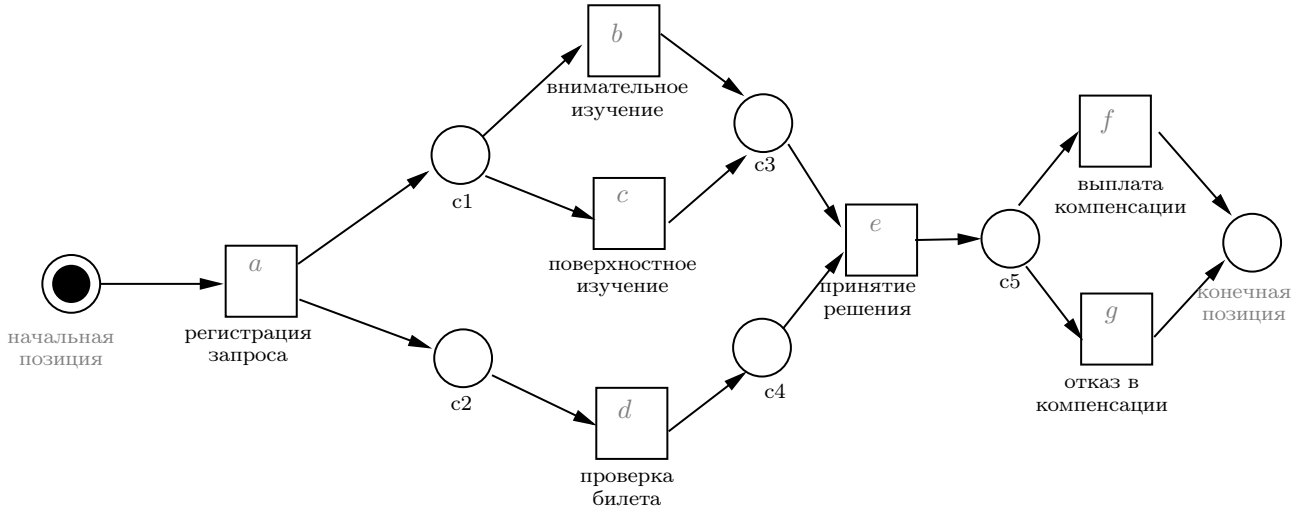 b
внимательное
изучение
c1
c3
c
поверхностное
изучение
начальная
позиция
a
регистрация
запроса
c2
d
проверка
билета
c4
e
принятие
решения
c5
f
выплата
компенсации
g
отказ в
компенсации
конечная
позиция